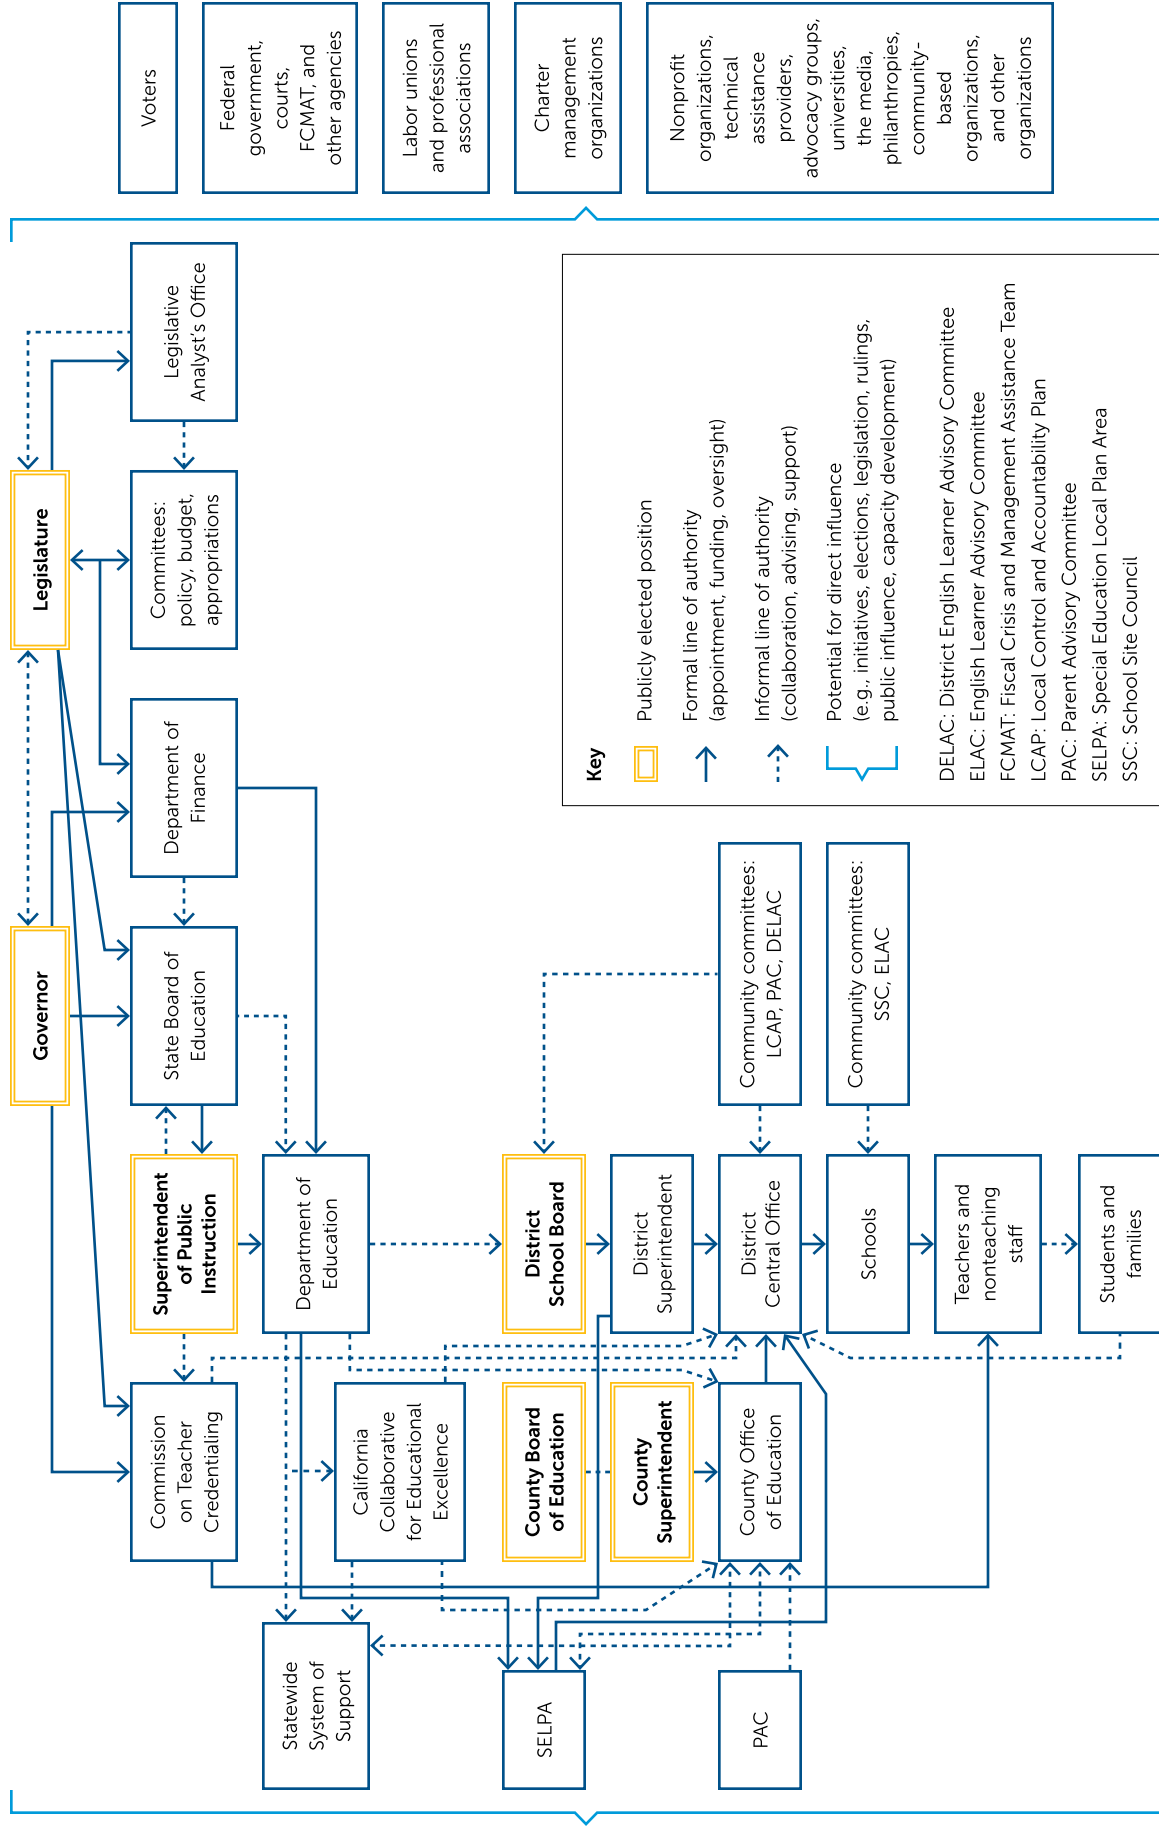 Governor
Legislature
Superintendent
of Public
Instruction
Commission
on Teacher
Credentialing
State Board of
Education
Department of
Finance
Committees:
policy, budget,
appropriations
Legislative
Analyst’s Office
Statewide
System of
Support
Department of
Education
California
Collaborative
for Educational
Excellence
SELPA
County Board
of Education
District
School Board
County
Superintendent
District
Superintendent
PAC
County Office
of Education
District
Central Office
Community committees:
LCAP, PAC, DELAC
Schools
Community committees:
SSC, ELAC
Teachers and
nonteaching
staff
Students and
families
Key
Publicly elected position
Formal line of authority
(appointment, funding, oversight)
Informal line of authority
(collaboration, advising, support)
Potential for direct influence
(e.g., initiatives, elections, legislation, rulings,
public influence, capacity development)
DELAC: District English Learner Advisory Committee
ELAC: English Learner Advisory Committee
FCMAT: Fiscal Crisis and Management Assistance Team
LCAP: Local Control and Accountability Plan
PAC: Parent Advisory Committee
SELPA: Special Education Local Plan Area
SSC: School Site Council
Voters
Federal
government,
courts,
FCMAT, and
other agencies
Labor unions
and professional
associations
Charter
management
organizations
Nonprofit
organizations,
technical
assistance
providers,
advocacy groups,
universities,
the media,
philanthropies,
community-
based
organizations,
and other
organizations